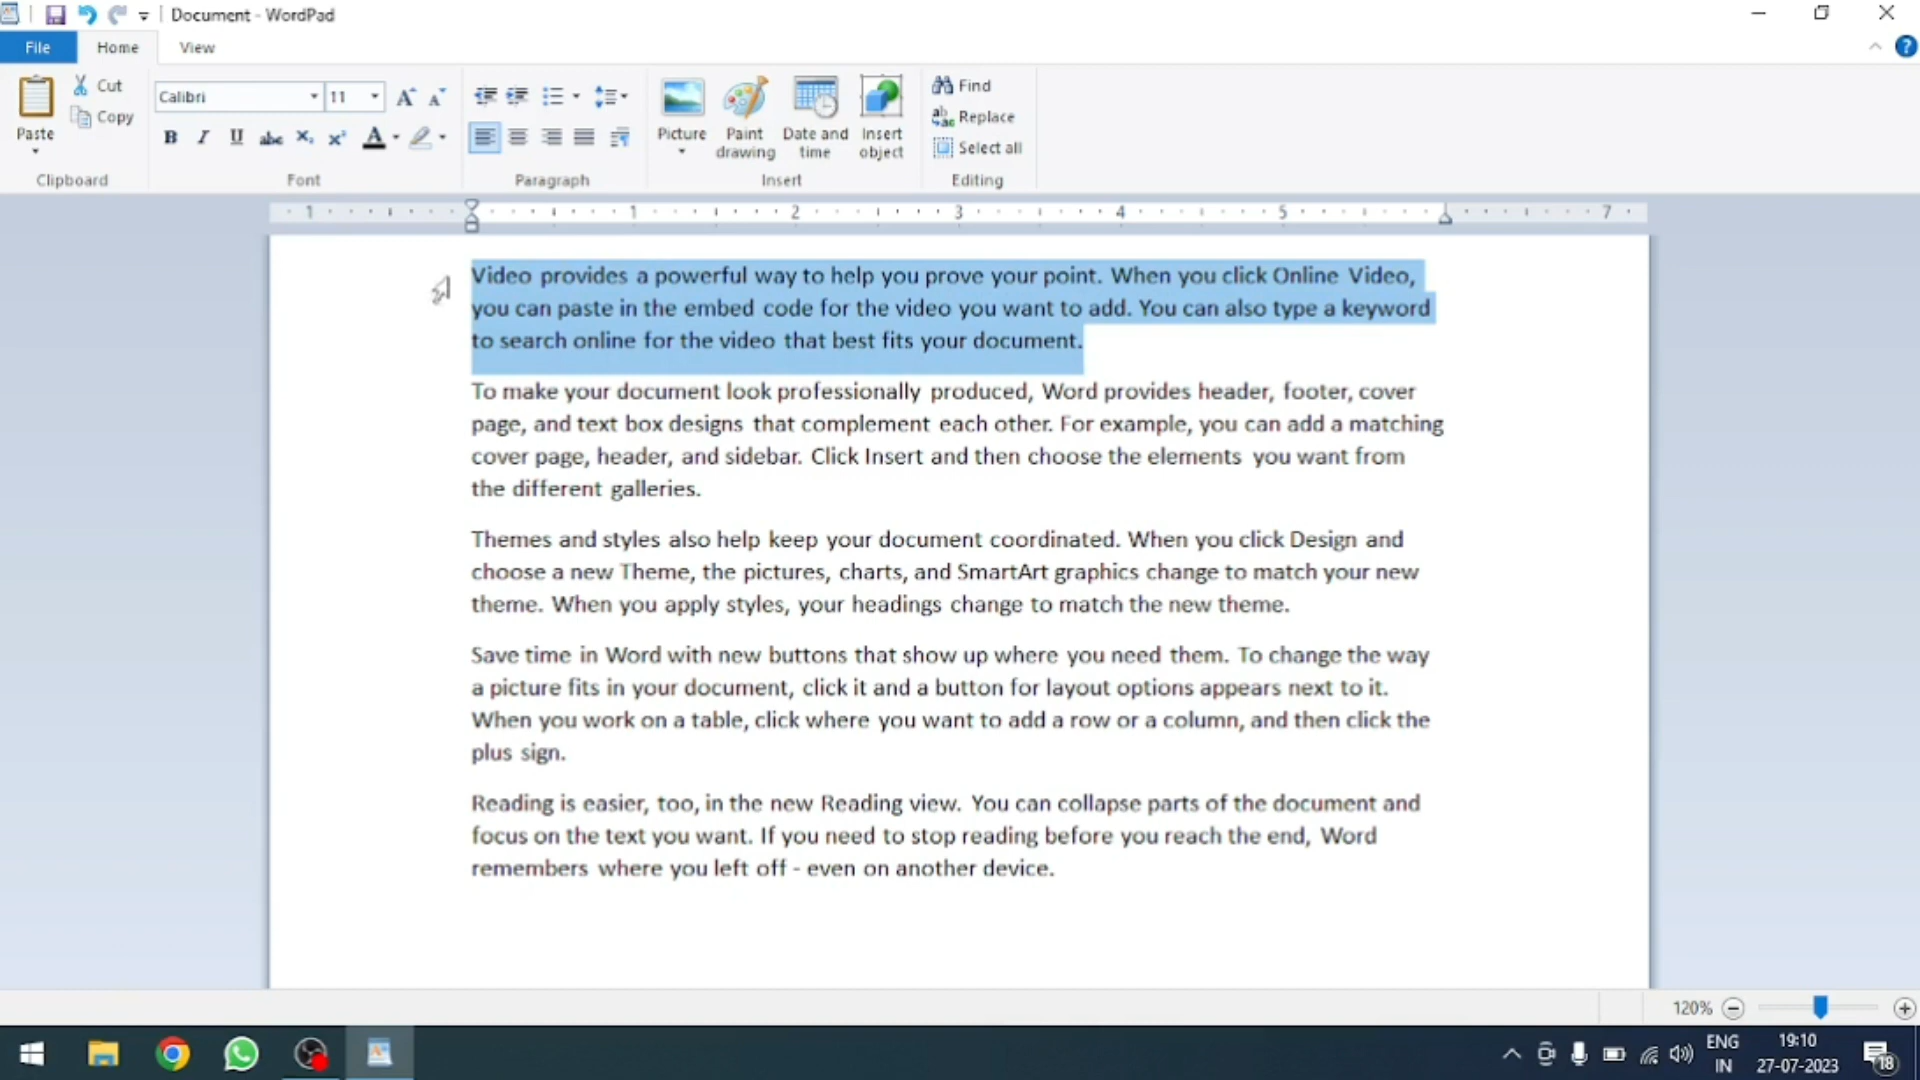 Document - WordPad
File Home View
Cut
Copy
Paste
Clipboard
Calibri 11
B I U abc X₂ X² A
Font
Paragraph
Picture
Paint drawing
Date and time
Insert object
Insert
Find
Replace
Select all
Editing
1 1 2 3 4 5 7
Video provides a powerful way to help you prove your point. When you click Online Video,
you can paste in the embed code for the video you want to add. You can also type a keyword
to search online for the video that best fits your document.
To make your document look professionally produced, Word provides header, footer, cover
page, and text box designs that complement each other. For example, you can add a matching
cover page, header, and sidebar. Click Insert and then choose the elements you want from
the different galleries.
Themes and styles also help keep your document coordinated. When you click Design and
choose a new Theme, the pictures, charts, and SmartArt graphics change to match your new
theme. When you apply styles, your headings change to match the new theme.
Save time in Word with new buttons that show up where you need them. To change the way
a picture fits in your document, click it and a button for layout options appears next to it.
When you work on a table, click where you want to add a row or a column, and then click the
plus sign.
Reading is easier, too, in the new Reading view. You can collapse parts of the document and
focus on the text you want. If you need to stop reading before you reach the end, Word
remembers where you left off - even on another device.
120%
ENG
IN
19:10
27-07-2023
18